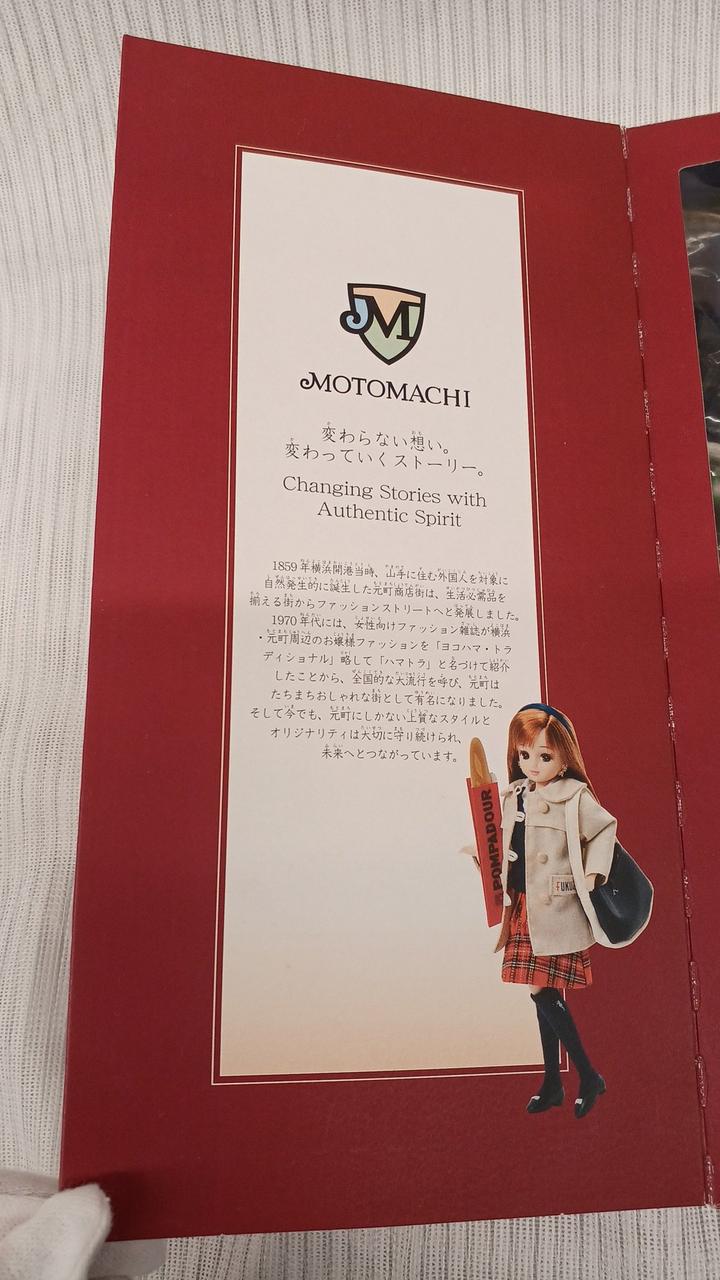 JM
MOTOMACHI
変わらない想い。
変わっていくストーリー。
Changing Stories with
Authentic Spirit
1859年横浜開港当時、山手に住む外国人を対象に
自然発生的に誕生した元町商店街は、生活必需品を
揃える街からファッションストリートへと発展しました。
1970年代には、女性向けファッション雑誌が横浜
・元町周辺のお嬢様ファッションを「ヨコハマ・トラ
ディショナル」略して「ハマトラ」と名づけて紹介
したことから、全国的な大流行を呼び、元町は
たちまちおしゃれな街として有名になりました。
そして今でも、元町にしかない上質なスタイルと
オリジナリティは大切に守り続けられ、
未来へとつながっています。
POMPADOUR
FUKU